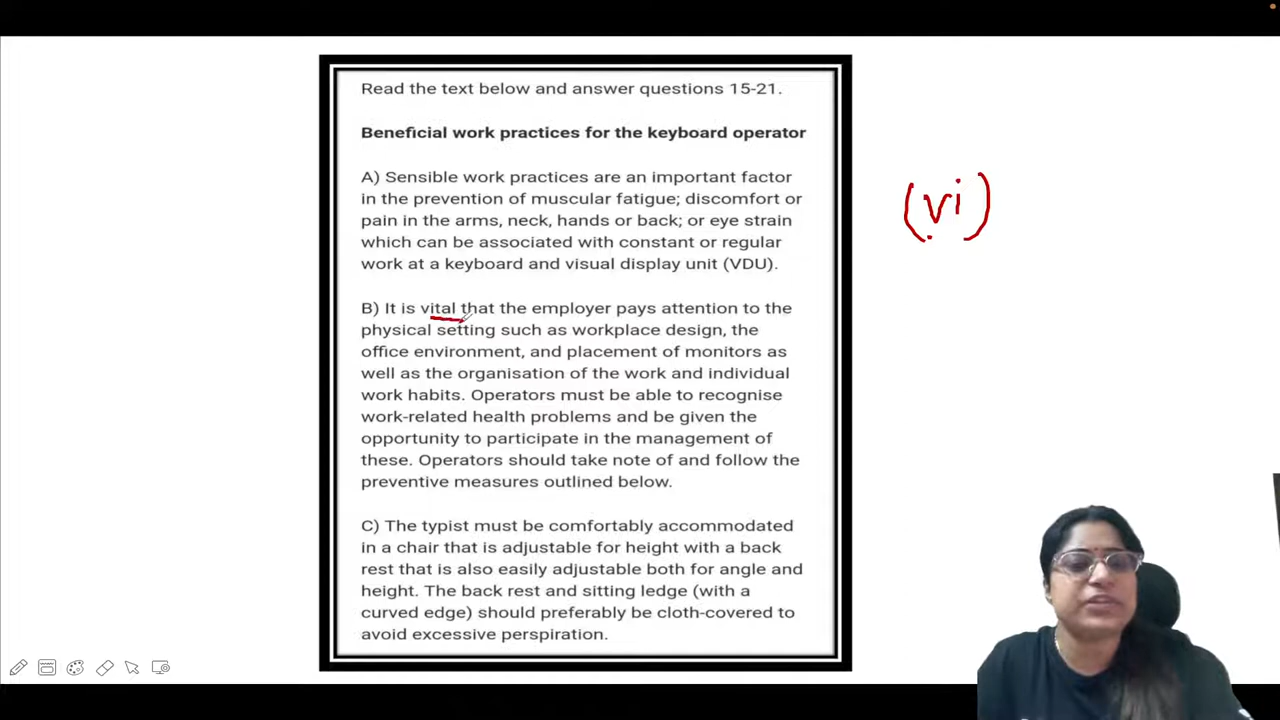 Read the text below and answer questions 15-21.
Beneficial work practices for the keyboard operator
A) Sensible work practices are an important factor
in the prevention of muscular fatigue; discomfort or
pain in the arms, neck, hands or back; or eye strain
which can be associated with constant or regular
work at a keyboard and visual display unit (VDU).
B) It is vital that the employer pays attention to the
physical setting such as workplace design, the
office environment, and placement of monitors as
well as the organisation of the work and individual
work habits. Operators must be able to recognise
work-related health problems and be given the
opportunity to participate in the management of
these. Operators should take note of and follow the
preventive measures outlined below.
C) The typist must be comfortably accommodated
in a chair that is adjustable for height with a back
rest that is also easily adjustable both for angle and
height. The back rest and sitting ledge (with a
curved edge) should preferably be cloth-covered to
avoid excessive perspiration.
(vi)